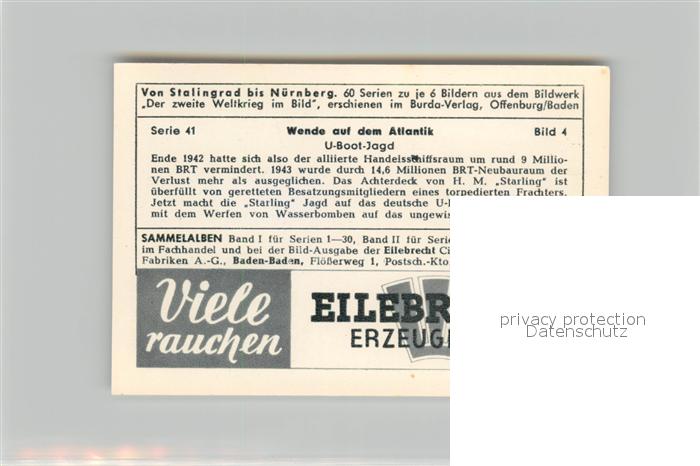 Von Stalingrad bis Nürnberg. 60 Serien zu je 6 Bildern aus dem Bildwerk
„Der zweite Weltkrieg im Bild“, erschienen im Burda-Verlag, Offenburg/Baden
Serie 41 Wende auf dem Atlantik Bild 4
U-Boot-Jagd
Ende 1942 hatte sich also der alliierte Handelsschiffsraum um rund 9 Millio-
nen BRT vermindert. 1943 wurde durch 14,6 Millionen BRT-Neubauraum der
Verlust mehr als ausgeglichen. Das Achterdeck von H. M. „Starling“ ist
überfüllt von geretteten Besatzungsmitgliedern eines torpedierten Frachters.
Jetzt macht die „Starling“ Jagd auf das deutsche U-
mit dem Werfen von Wasserbomben auf das ungewis
SAMMELALBEN Band I für Serien 1—30, Band II für Serie
im Fachhandel und bei der Bild-Ausgabe der Eilebrecht Ci
Fabriken A.-G., Baden-Baden, Flößerweg 1, Postsch.-Kto
Viele
rauchen
EILEBR
ERZEUG
privacy protection
Datenschutz